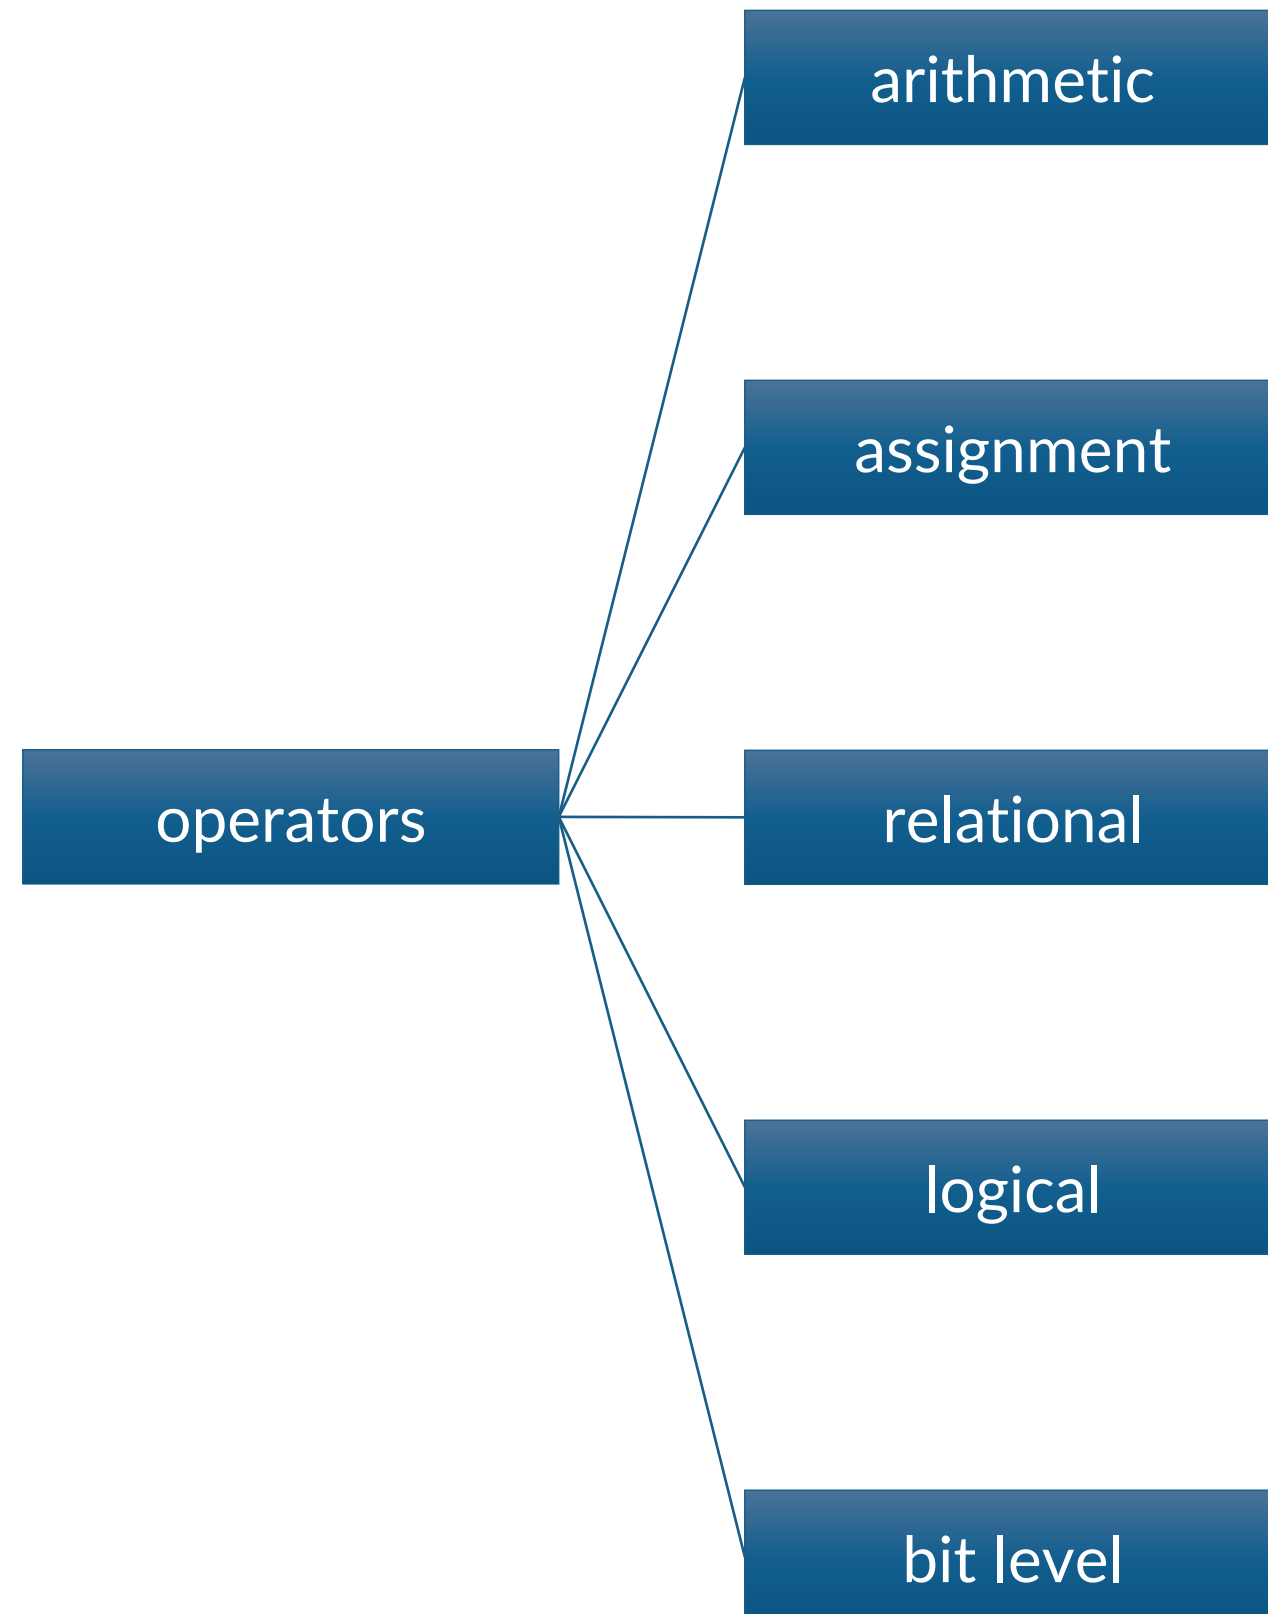 arithmetic
assignment
operators
relational
logical
bit level